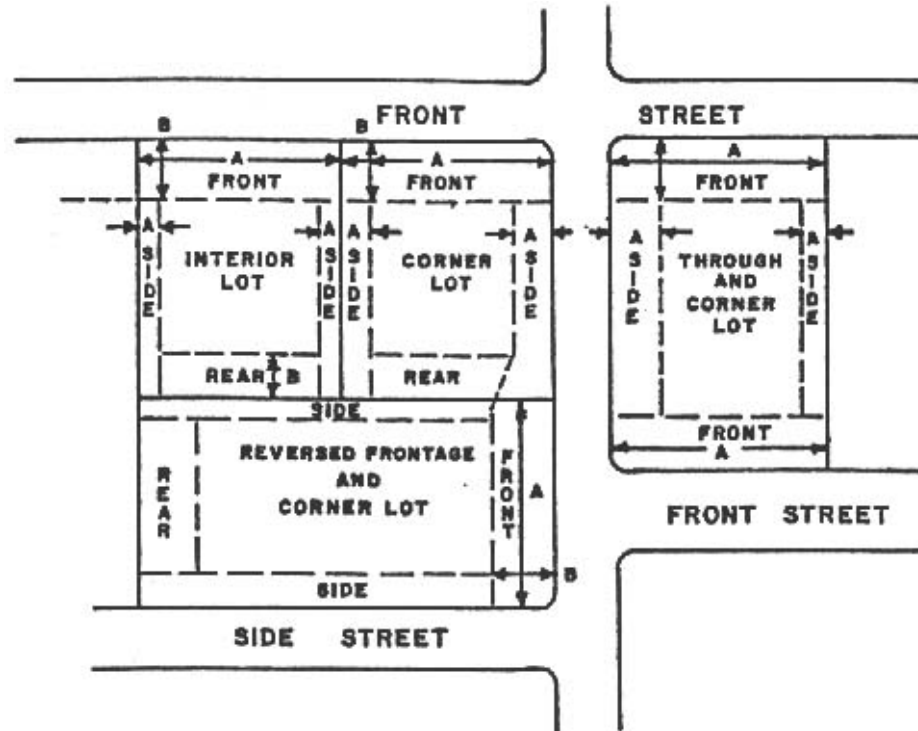 FRONT STREET
B B
A A A
FRONT FRONT FRONT
A SIDE
INTERIOR LOT
A SIDE
A SIDE
CORNER LOT
A SIDE
A SIDE
THROUGH AND CORNER LOT
A SIDE
REAR B
REAR
SIDE
FRONT
A
REAR
REVERSED FRONTAGE AND CORNER LOT
FRONT
A
B
SIDE
FRONT STREET
SIDE STREET